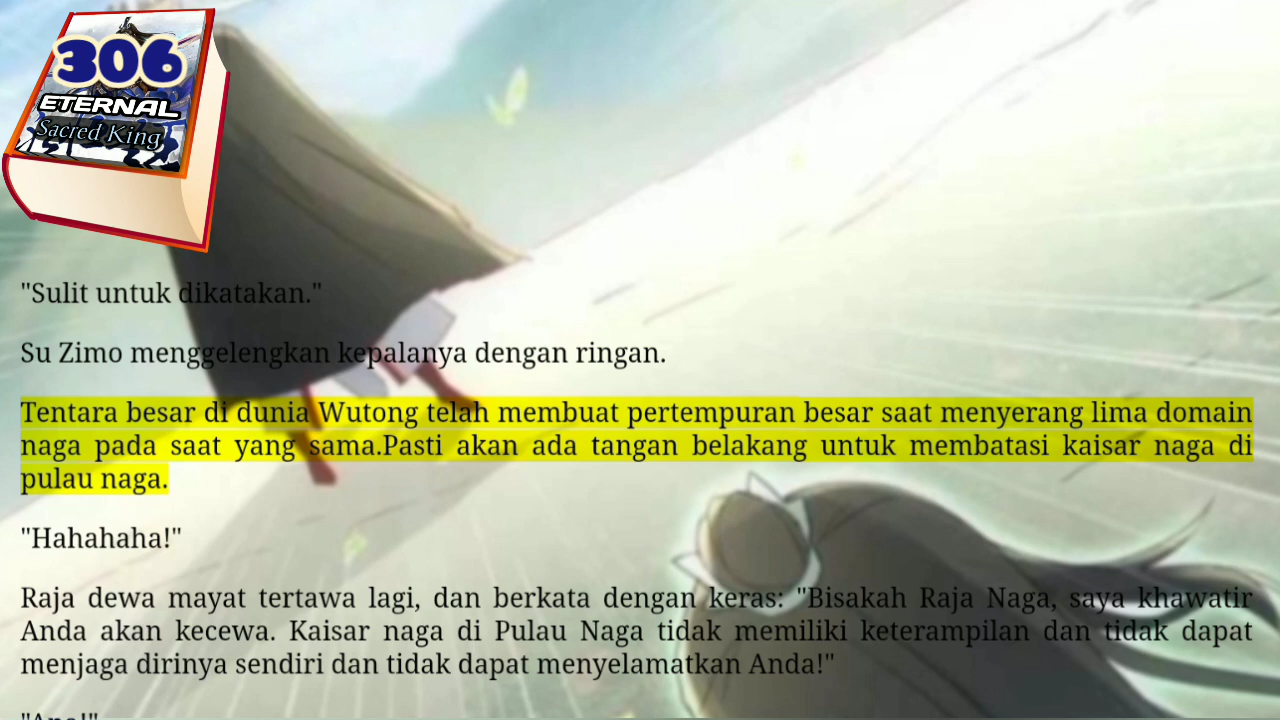 306
ETERNAL
Sacred King
"Sulit untuk dikatakan."
Su Zimo menggelengkan kepalanya dengan ringan.
Tentara besar di dunia Wutong telah membuat pertempuran besar saat menyerang lima domain
naga pada saat yang sama.Pasti akan ada tangan belakang untuk membatasi kaisar naga di
pulau naga.
"Hahahaha!"
Raja dewa mayat tertawa lagi, dan berkata dengan keras: "Bisakah Raja Naga, saya khawatir
Anda akan kecewa. Kaisar naga di Pulau Naga tidak memiliki keterampilan dan tidak dapat
menjaga dirinya sendiri dan tidak dapat menyelamatkan Anda!"